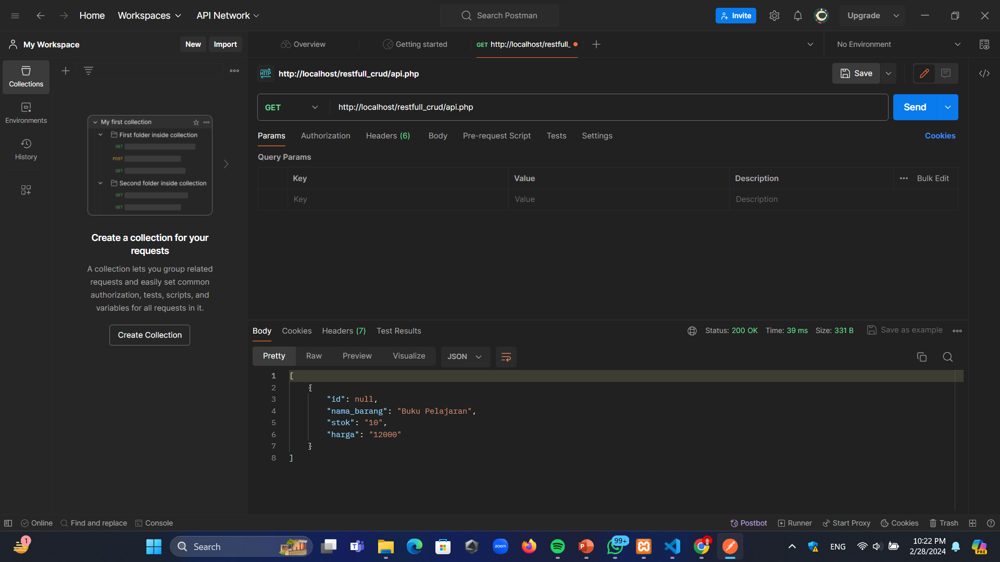 Home Workspaces API Network Search Postman Invite Upgrade
My Workspace New Import Overview Getting started GET http://localhost/restfull_ No Environment
Collections
Environments
History
My first collection
First folder inside collection
GET
POST
GET
Second folder inside collection
GET
GET
Create a collection for your
requests
A collection lets you group related
requests and easily set common
authorization, tests, scripts, and
variables for all requests in it.
Create Collection
HTTP http://localhost/restfull_crud/api.php Save
GET http://localhost/restfull_crud/api.php Send
Params Authorization Headers (6) Body Pre-request Script Tests Settings Cookies
Query Params
Key Value Description Bulk Edit
Key Value Description
Body Cookies Headers (7) Test Results Status: 200 OK Time: 39 ms Size: 331 B Save as example
Pretty Raw Preview Visualize JSON
1 [
2 {
3 "id": null,
4 "nama_barang": "Buku Pelajaran",
5 "stok": "10",
6 "harga": "12000"
7 }
8 ]
Online Find and replace Console Postbot Runner Start Proxy Cookies Trash
1 Search zoom 99+ ENG 10:22 PM
2/28/2024 PRE